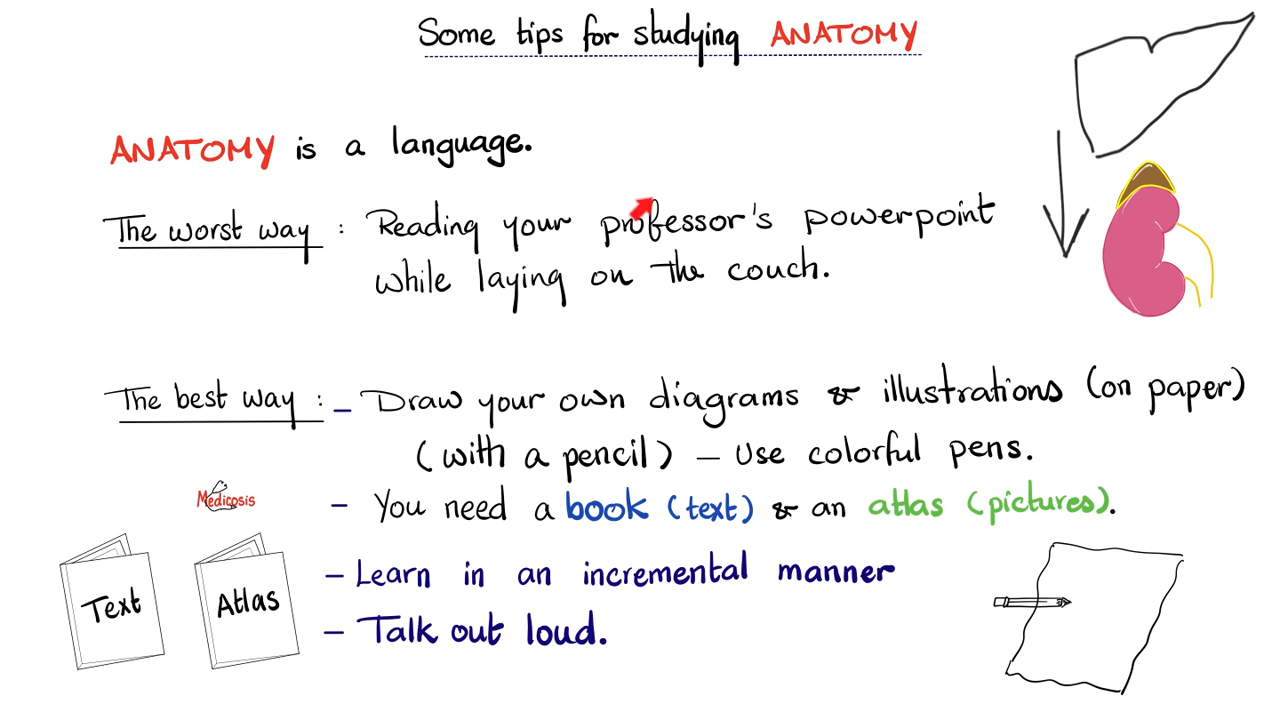 Some tips for studying ANATOMY
ANATOMY is a language.
The worst way : Reading your professor's powerpoint
while laying on the couch.
The best way : - Draw your own diagrams & illustrations (on paper)
(with a pencil) - Use colorful pens.
Medicosis
- You need a book (text) & an atlas (pictures).
- Learn in an incremental manner
Text
Atlas
- Talk out loud.